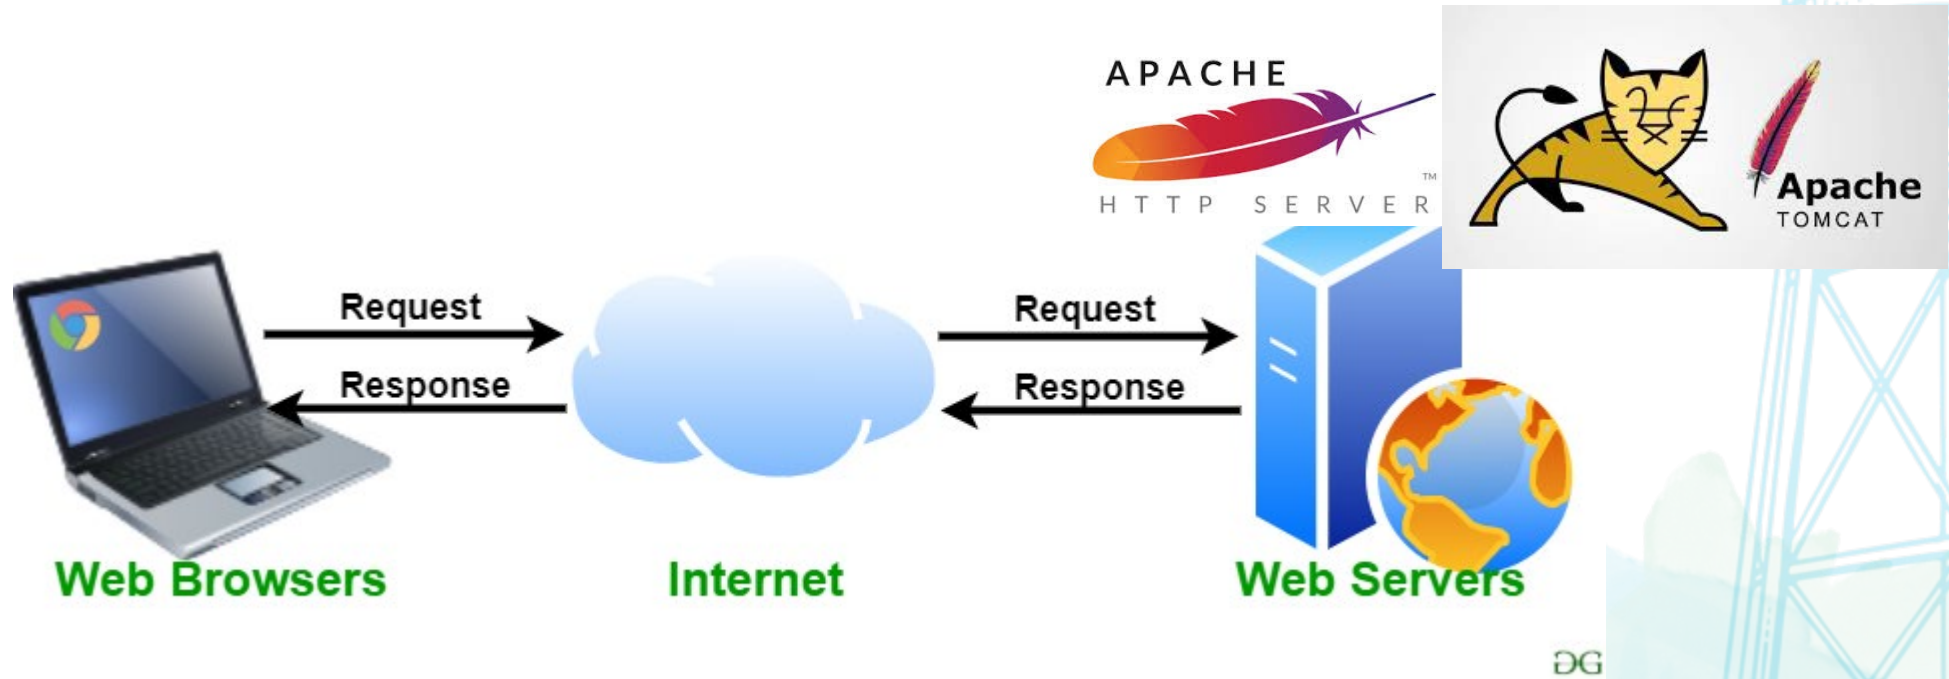 APACHE
TM
HTTP SERVER
Apache
TOMCAT
Request
Response
Request
Response
Web Browsers
Internet
Web Servers
GG